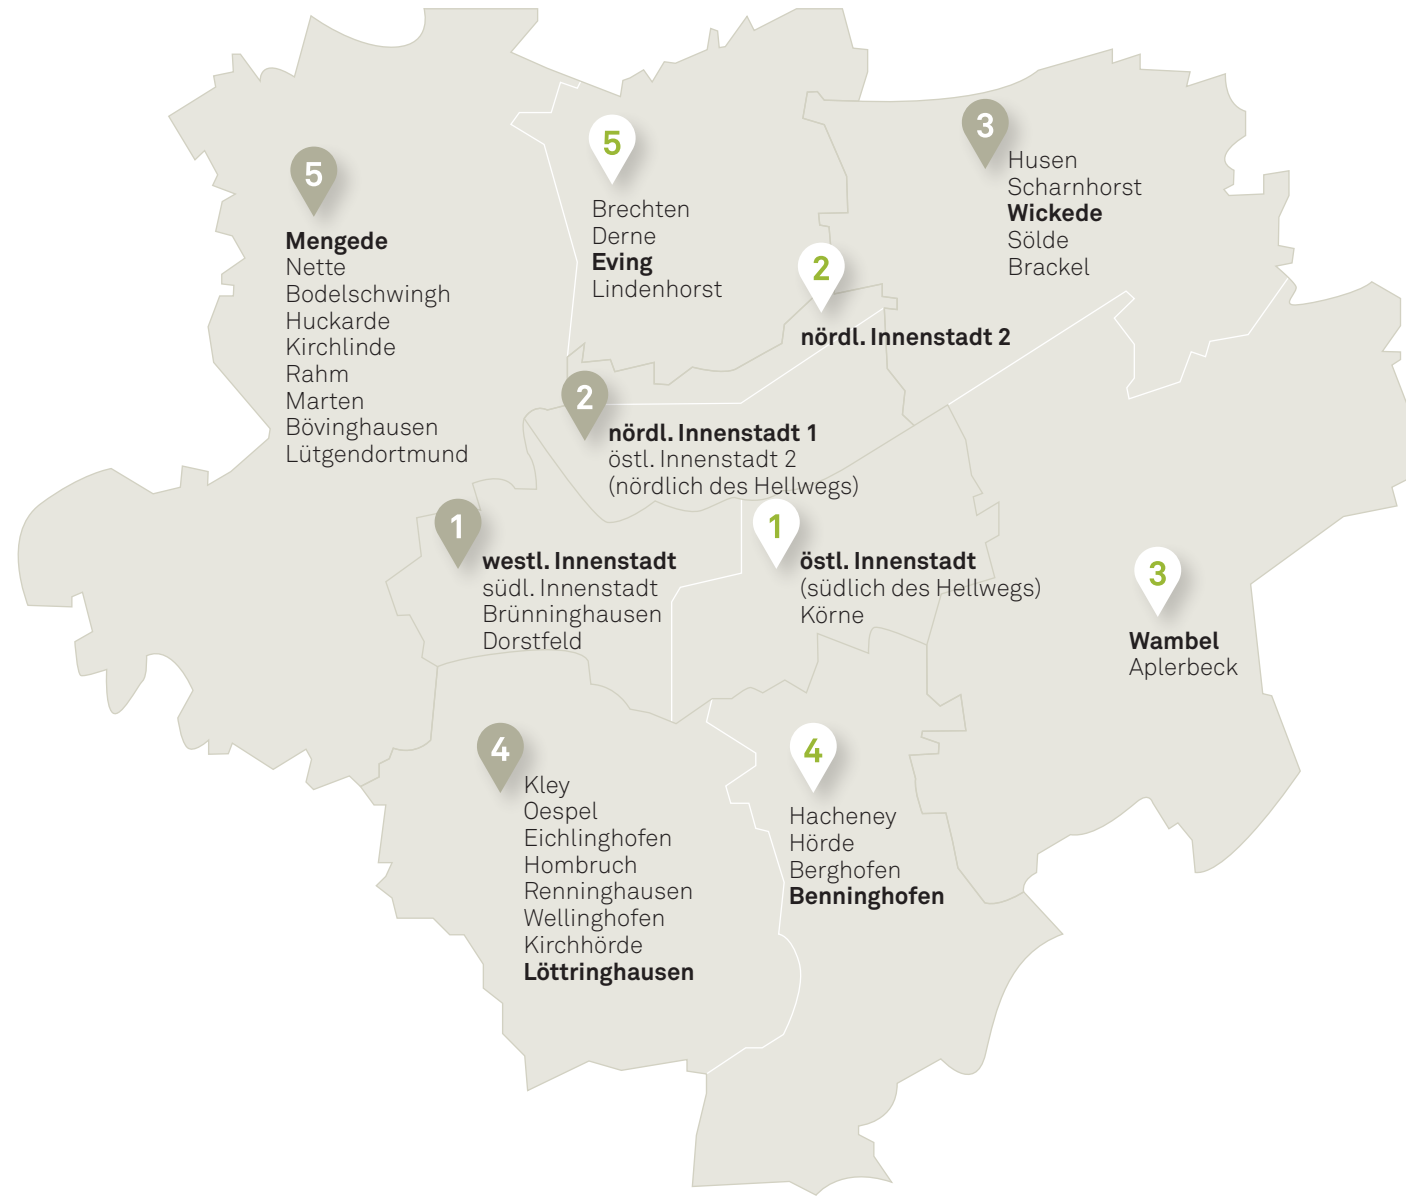 5
Mengede
Nette
Bodelschwingh
Huckarde
Kirchlinde
Rahm
Marten
Bövinghausen
Lütgendortmund
5
Brechten
Derne
Eving
Lindenhorst
3
Husen
Scharnhorst
Wickede
Sölde
Brackel
2
nördl. Innenstadt 2
2
nördl. Innenstadt 1
östl. Innenstadt 2
(nördlich des Hellwegs)
1
westl. Innenstadt
südl. Innenstadt
Brünninghausen
Dorstfeld
1
östl. Innenstadt
(südlich des Hellwegs)
Körne
3
Wambel
Aplerbeck
4
Kley
Oespel
Eichlinghofen
Hombruch
Renninghausen
Wellinghofen
Kirchhörde
Löttringhausen
4
Hacheney
Hörde
Berghofen
Benninghofen